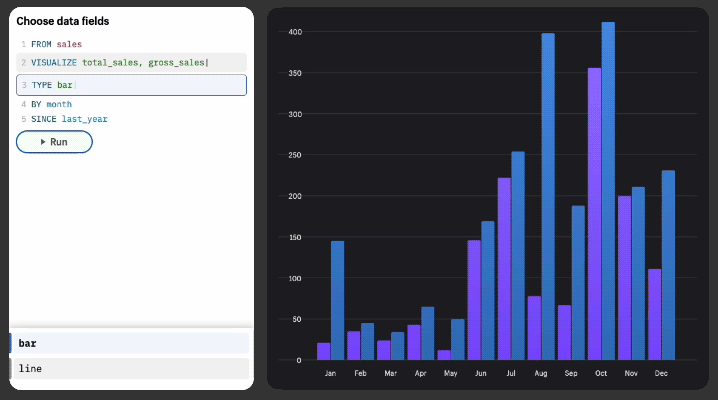 Choose data fields
1 FROM sales
2 VISUALIZE total_sales, gross_sales
3 TYPE bar
4 BY month
5 SINCE last_year
Run
bar
line
400
350
300
250
200
150
100
50
0
Jan Feb Mar Apr May Jun Jul Aug Sep Oct Nov Dec